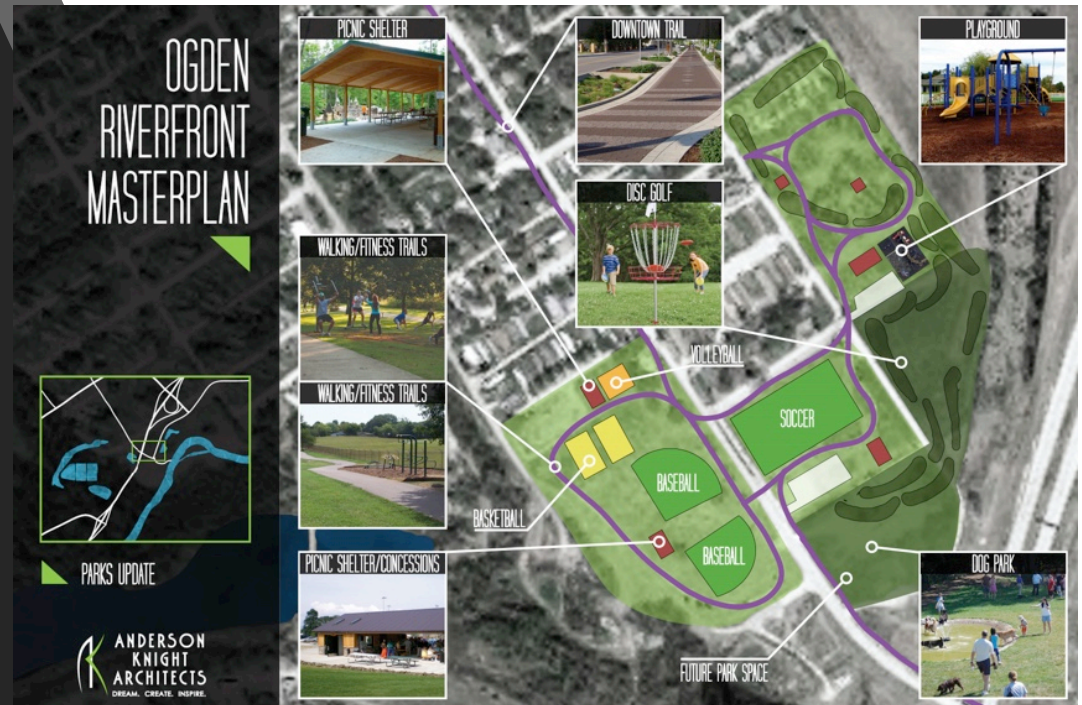 OGDEN
RIVERFRONT
MASTERPLAN
PARKS UPDATE
ANDERSON
KNIGHT
ARCHITECTS
DREAM. CREATE. INSPIRE.
PICNIC SHELTER
DOWNTOWN TRAIL
PLAYGROUND
DISC GOLF
WALKING/FITNESS TRAILS
VOLLEYBALL
WALKING/FITNESS TRAILS
SOCCER
BASEBALL
BASKETBALL
BASEBALL
PICNIC SHELTER/CONCESSIONS
DOG PARK
FUTURE PARK SPACE